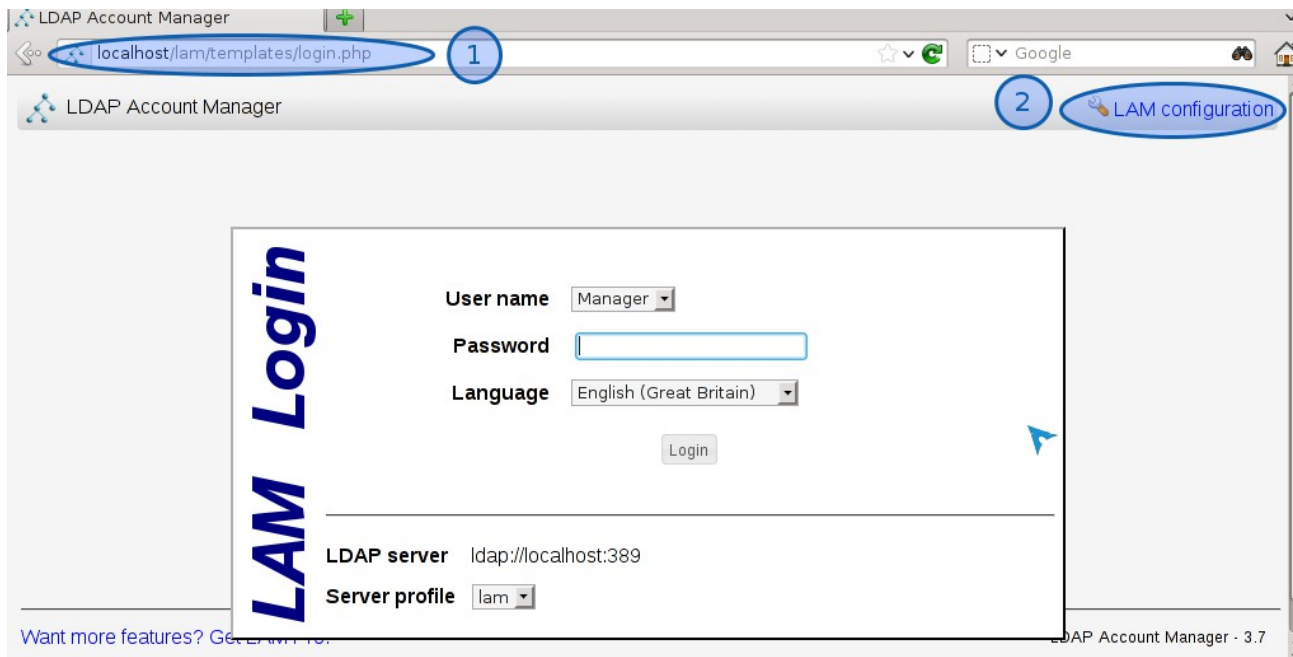 LDAP Account Manager
localhost/lam/templates/login.php
1
Google
LDAP Account Manager
2
LAM configuration
LAM Login
User name Manager
Password
Language English (Great Britain)
Login
LDAP server ldap://localhost:389
Server profile lam
Want more features? Get LAM Pro!
LDAP Account Manager - 3.7